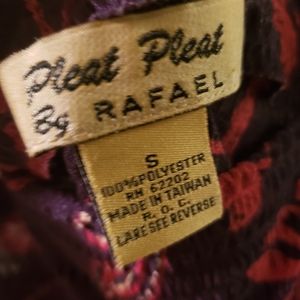 Pleat Pleat
By RAFAEL
S
100% POLYESTER
RN 62202
MADE IN TAIWAN
R. O. C.
CARE SEE REVERSE